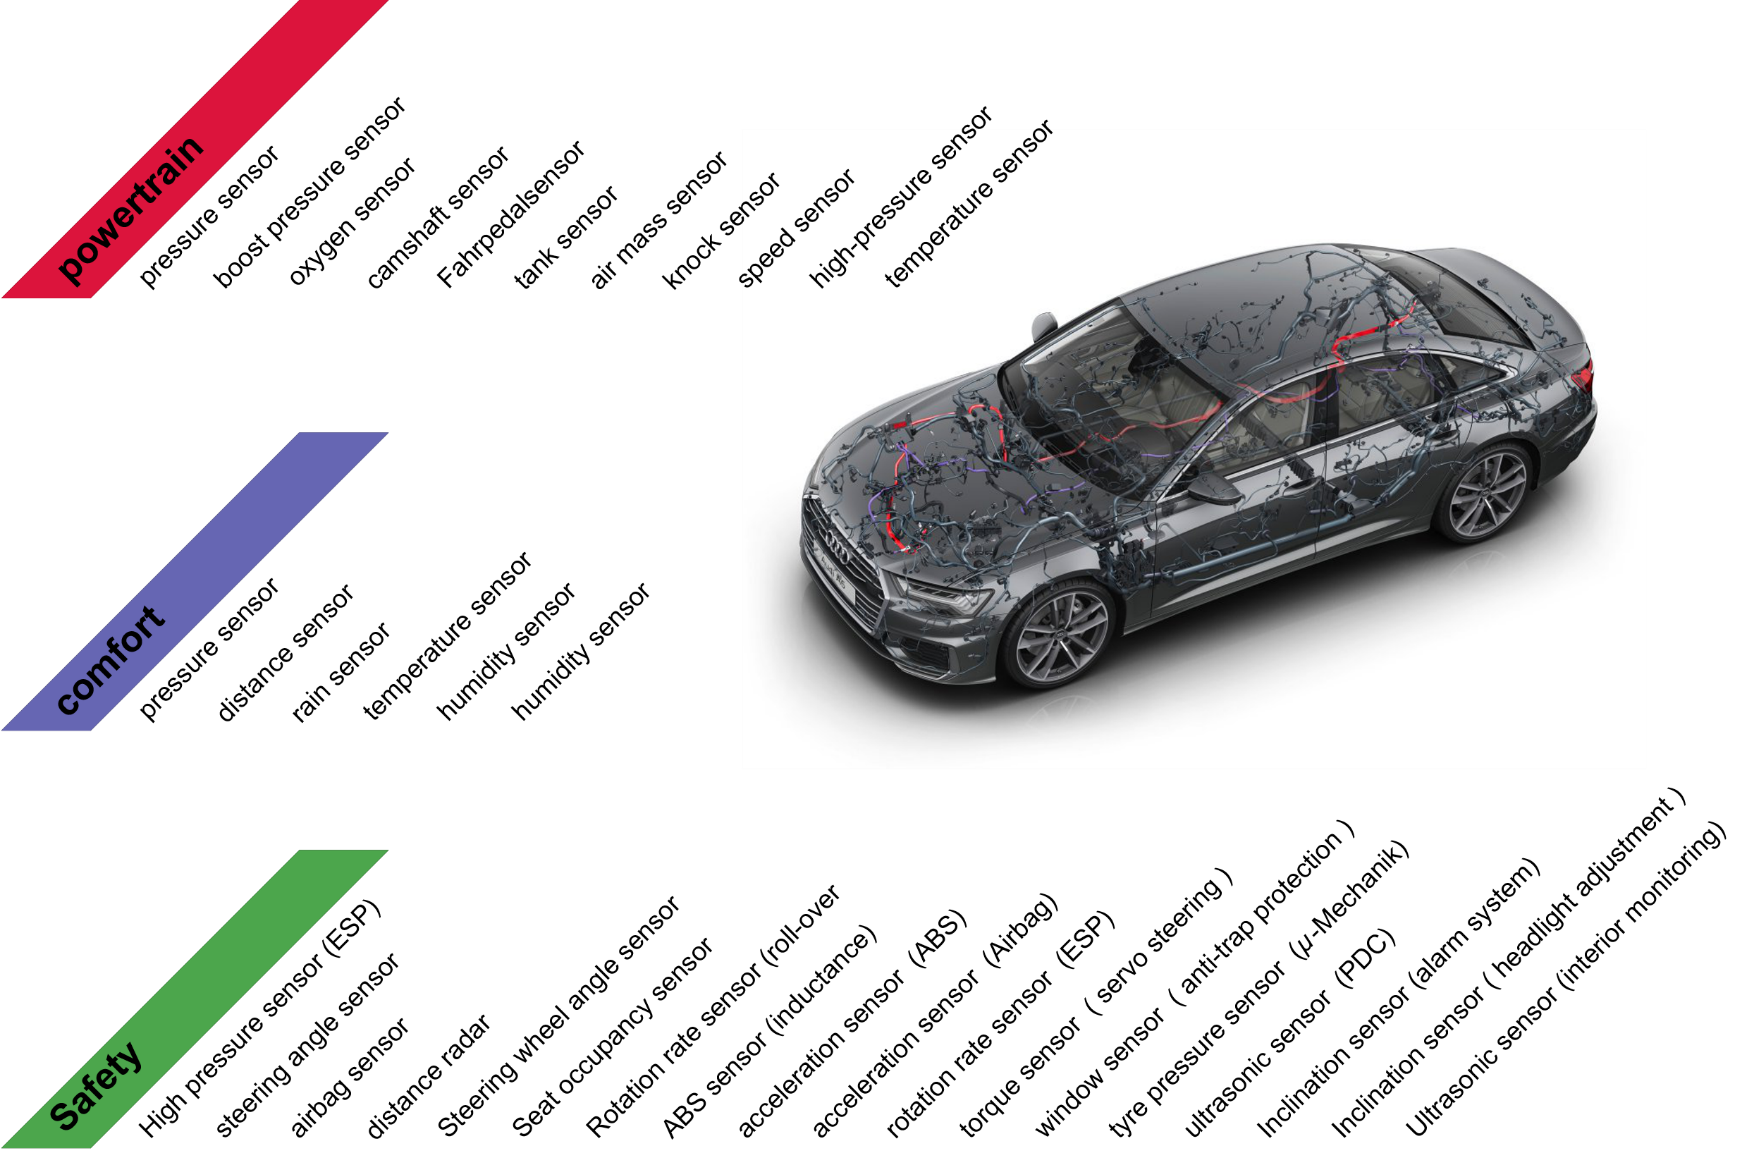 powertrain
pressure sensor
boost pressure sensor
oxygen sensor
camshaft sensor
Fahrpedalsensor
tank sensor
air mass sensor
knock sensor
speed sensor
high-pressure sensor
temperature sensor
comfort
pressure sensor
distance sensor
rain sensor
temperature sensor
humidity sensor
humidity sensor
Safety
High pressure sensor (ESP)
steering angle sensor
airbag sensor
distance radar
Steering wheel angle sensor
Seat occupancy sensor
Rotation rate sensor (roll-over
ABS sensor (inductance)
acceleration sensor (ABS)
acceleration sensor (Airbag)
rotation rate sensor (ESP)
torque sensor ( servo steering )
window sensor ( anti-trap protection )
tyre pressure sensor (μ-Mechanik)
ultrasonic sensor (PDC)
Inclination sensor (alarm system)
Inclination sensor ( headlight adjustment )
Ultrasonic sensor (interior monitoring)